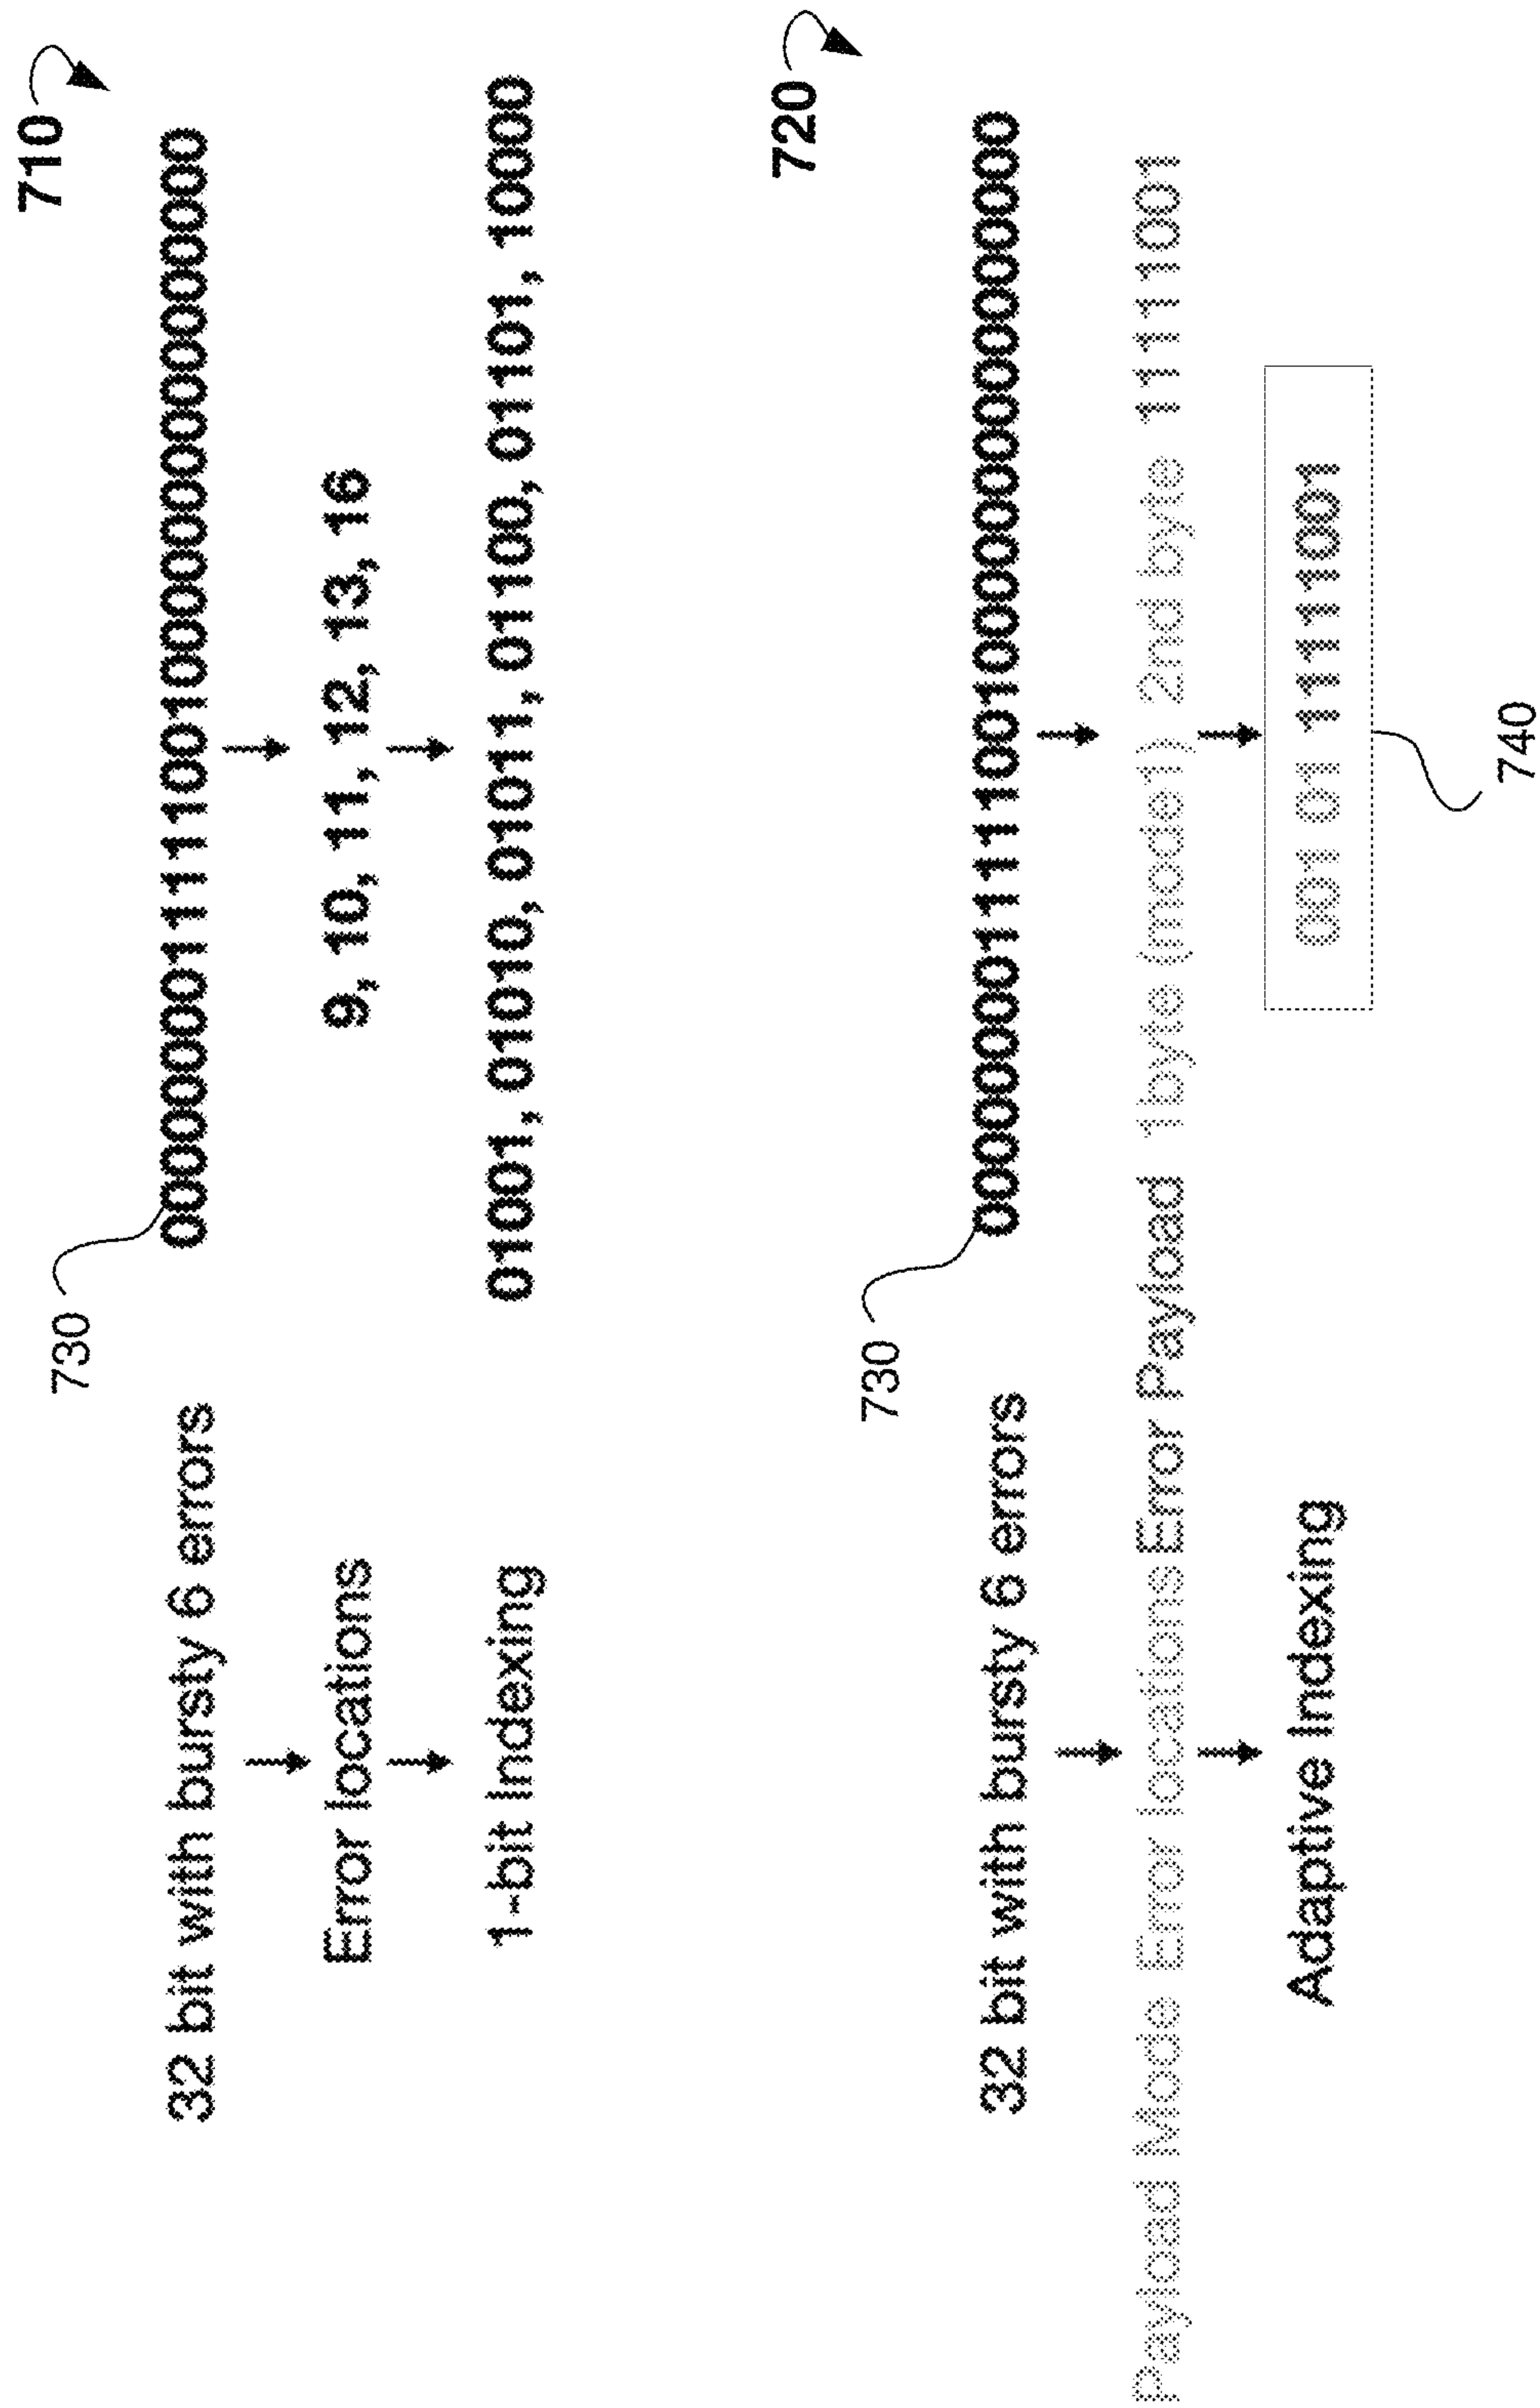 710
730
32 bit with bursty 6 errors 00000000111110010000000000000000
Error locations 9, 10, 11, 12, 13, 16
1-bit Indexing 01001, 01010, 01011, 01100, 01101, 10000
720
730
32 bit with bursty 6 errors 00000000111110010000000000000000
Payload Mode Error locations Error Payload 1byte (mode1) 2nd byte 11111001
Adaptive Indexing 001 01 11111001
740